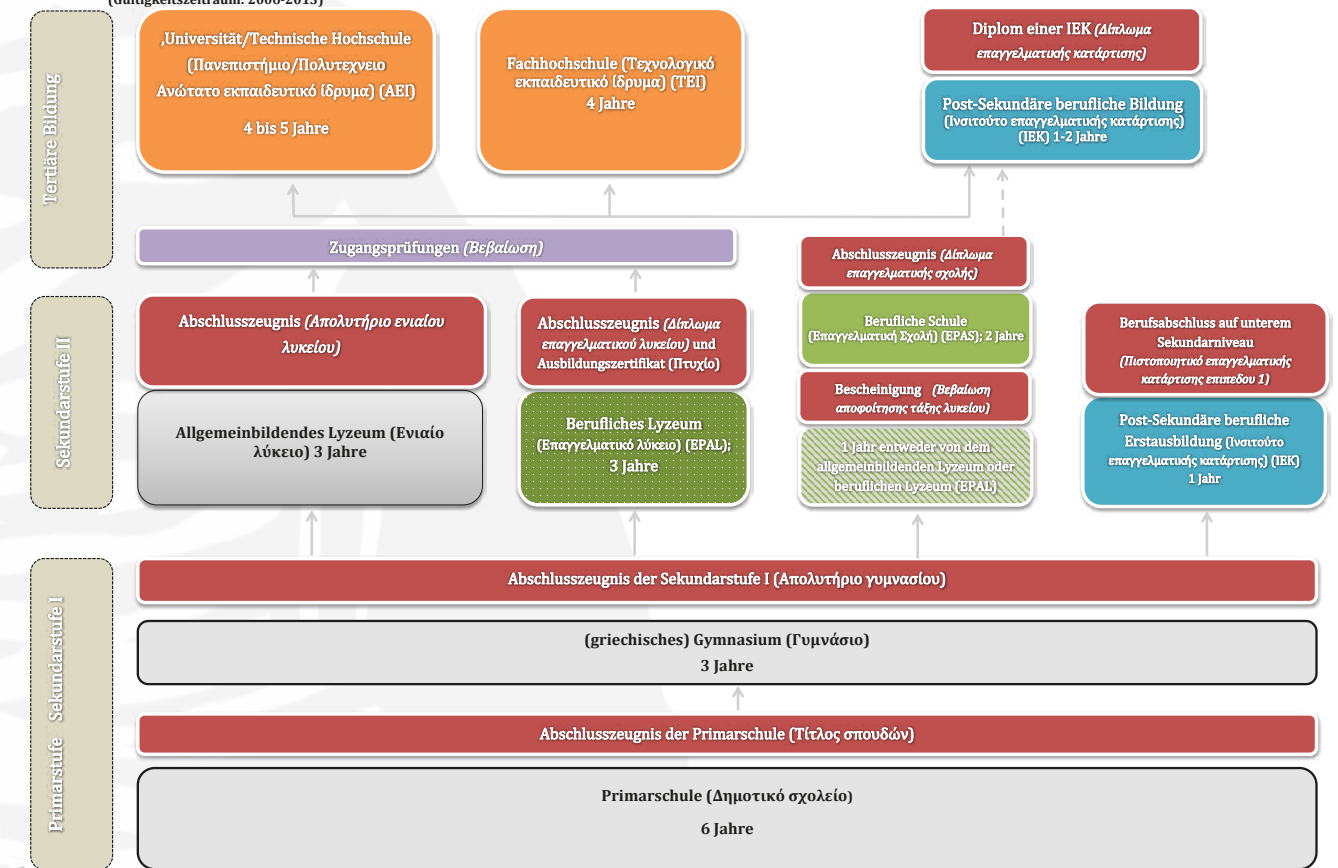 (Gültigkeitszeitraum: 2006-2013)
Tertiäre Bildung
‚Universität/Technische Hochschule
(Πανεπιστήμιο/Πολυτεχνειο
Ανώτατο εκπαιδευτικό ίδρυμα) (AEI)
4 bis 5 Jahre
Fachhochschule (Τεχνολογικό
εκπαιδευτικό ίδρυμα) (TEI)
4 Jahre
Diplom einer IEK (Δίπλωμα
επαγγελματικής κατάρτισης)
Post-Sekundäre berufliche Bildung
(Ινσιτούτο επαγγελματικής κατάρτισης)
(IEK) 1-2 Jahre
Zugangsprüfungen (Βεβαίωση)
Sekundarstufe II
Abschlusszeugnis (Απολυτήριο ενιαίου
λυκείου)
Allgemeinbildendes Lyzeum (Ενιαίο
λύκειο) 3 Jahre
Abschlusszeugnis (Δίπλωμα
επαγγελματικού λυκείου) und
Ausbildungszertifikat (Πτυχίο)
Berufliches Lyzeum
(Επαγγελματικό λύκειο) (EPAL);
3 Jahre
Abschlusszeugnis (Δίπλωμα
επαγγελματικής σχολής)
Berufliche Schule
(Επαγγελματική Σχολή) (EPAS); 2 Jahre
Bescheinigung (Βεβαίωση
αποφοίτησης τάξης λυκείου)
1 Jahr entweder von dem
allgemeinbildenden Lyzeum oder
beruflichen Lyzeum (EPAL)
Berufsabschluss auf unterem
Sekundarniveau
(Πιστοποιητικό επαγγελματικής
κατάρτισης επιπεδου 1)
Post-Sekundäre berufliche
Erstausbildung (Ινσιτούτο
επαγγελματικής κατάρτισης) (IEK)
1 Jahr
Primarstufe Sekundarstufe I
Abschlusszeugnis der Sekundarstufe I (Απολυτήριο γυμνασίου)
(griechisches) Gymnasium (Γυμνάσιο)
3 Jahre
Abschlusszeugnis der Primarschule (Τίτλος σπουδών)
Primarschule (Δημοτικό σχολείο)
6 Jahre